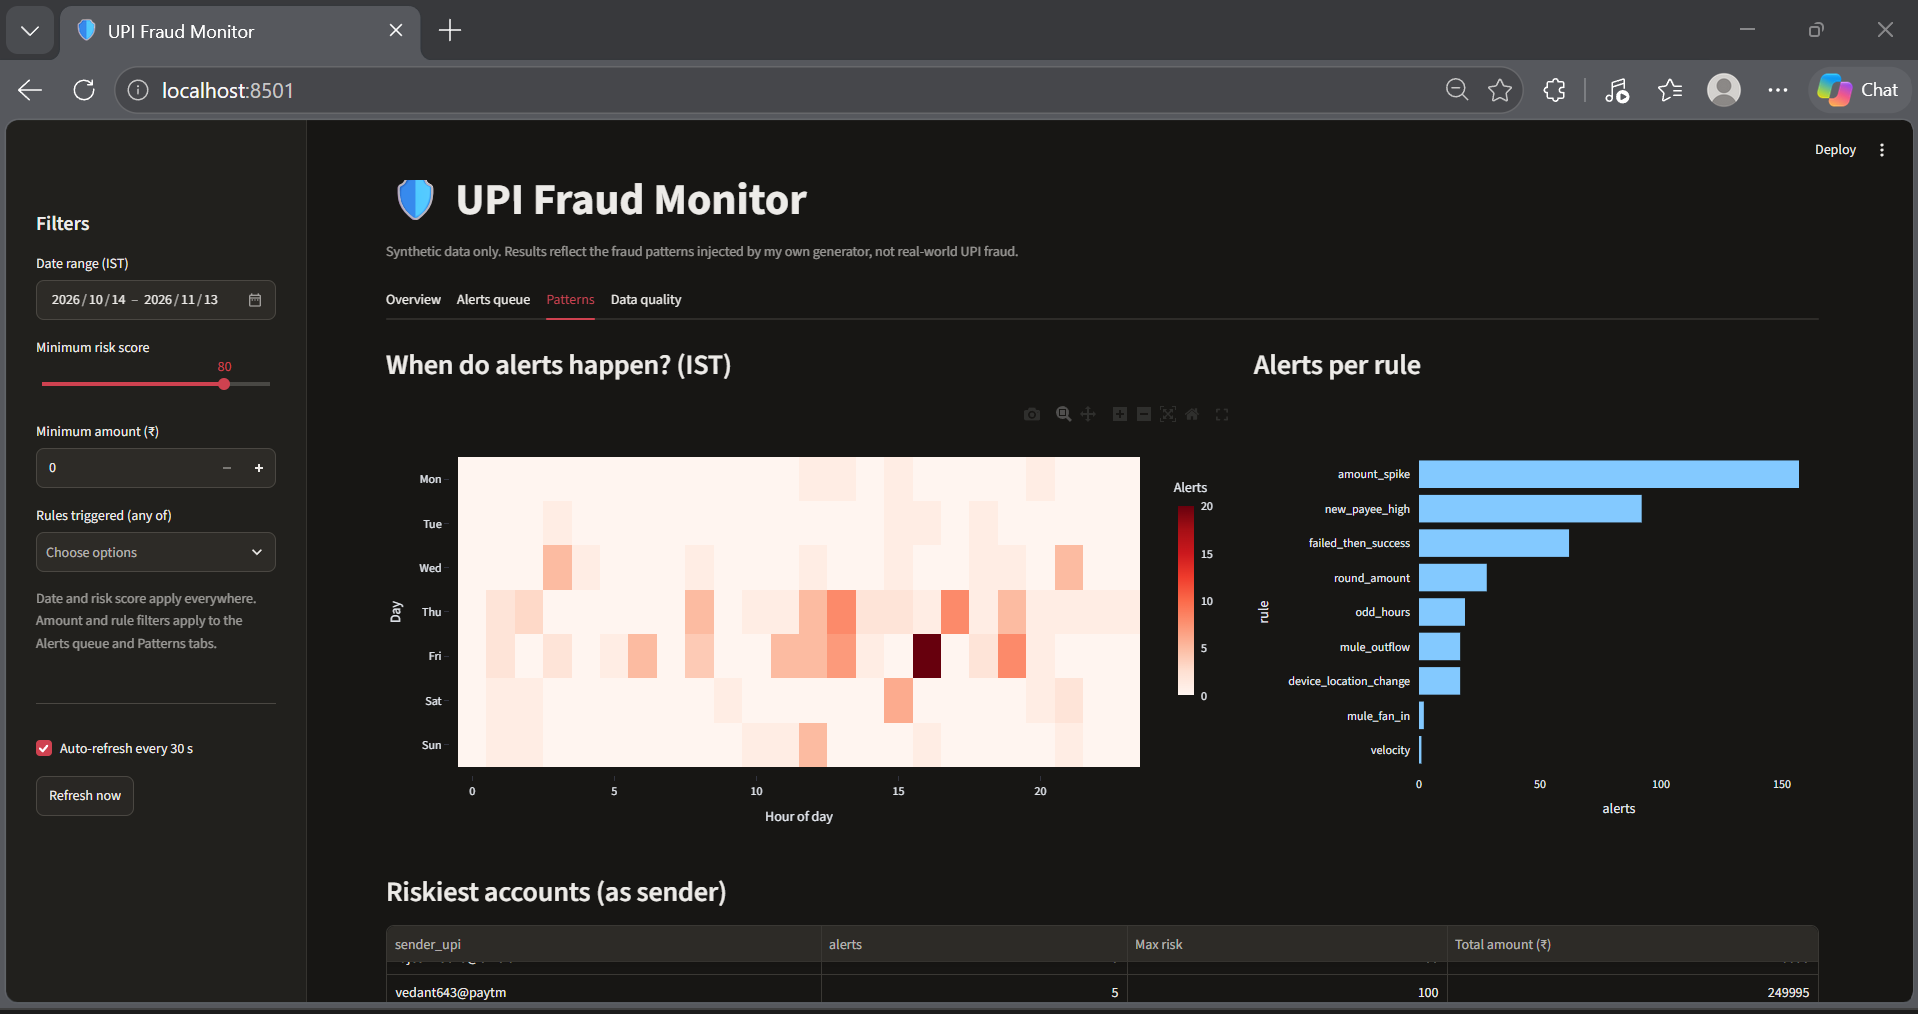 UPI Fraud Monitor
localhost:8501
Chat
Deploy
Filters
Date range (IST)
2026/10/14 – 2026/11/13
Minimum risk score
80
Minimum amount (₹)
0
Rules triggered (any of)
Choose options
Date and risk score apply everywhere.
Amount and rule filters apply to the
Alerts queue and Patterns tabs.
Auto-refresh every 30 s
Refresh now
UPI Fraud Monitor
Synthetic data only. Results reflect the fraud patterns injected by my own generator, not real-world UPI fraud.
Overview Alerts queue Patterns Data quality
When do alerts happen? (IST)
Day
Mon
Tue
Wed
Thu
Fri
Sat
Sun
0 5 10 15 20
Hour of day
Alerts
20
15
10
5
0
Alerts per rule
rule
amount_spike
new_payee_high
failed_then_success
round_amount
odd_hours
mule_outflow
device_location_change
mule_fan_in
velocity
0 50 100 150
alerts
Riskiest accounts (as sender)
sender_upi alerts Max risk Total amount (₹)
vedant643@paytm 5 100 249995